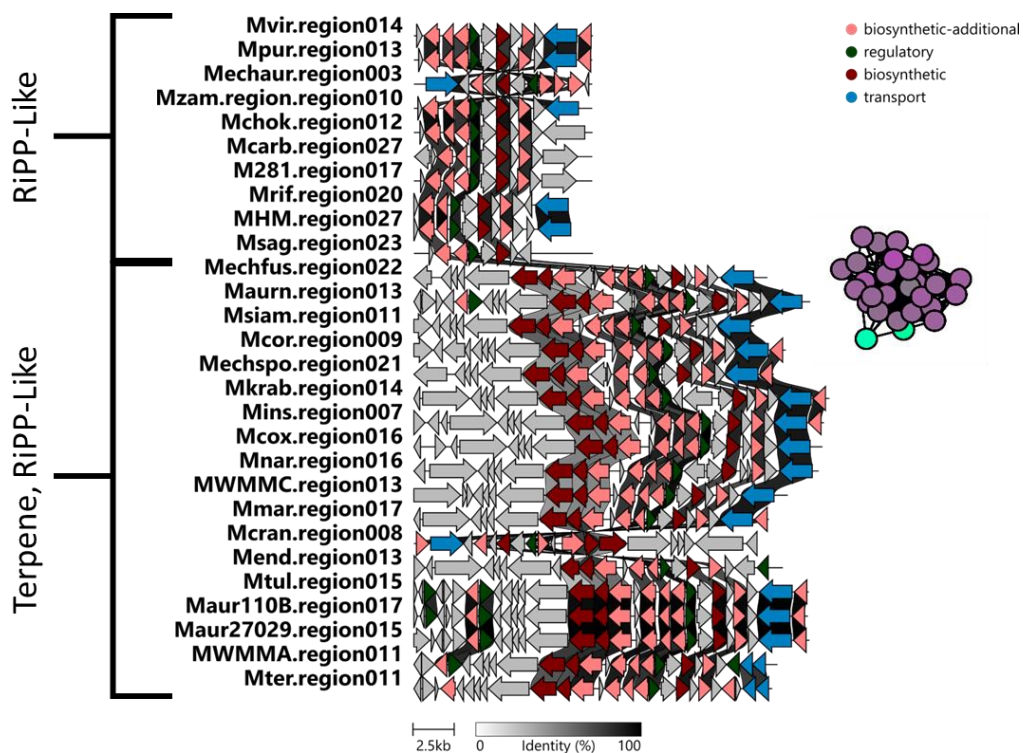 RiPP-Like
Terpene, RiPP-Like
Mvir.region014
Mpur.region013
Mechaur.region003
Mzam.region.region010
Mchok.region012
Mcarb.region027
M281.region017
Mrif.region020
MHM.region027
Msag.region023
Mechfus.region022
Maurn.region013
Msiam.region011
Mcor.region009
Mechspo.region021
Mkrab.region014
Mins.region007
Mcox.region016
Mnar.region016
MWMMC.region013
Mmar.region017
Mcran.region008
Mend.region013
Mtul.region015
Maur110B.region017
Maur27029.region015
MWMMA.region011
Mter.region011
biosynthetic-additional
regulatory
biosynthetic
transport
2.5kb
0 Identity (%) 100